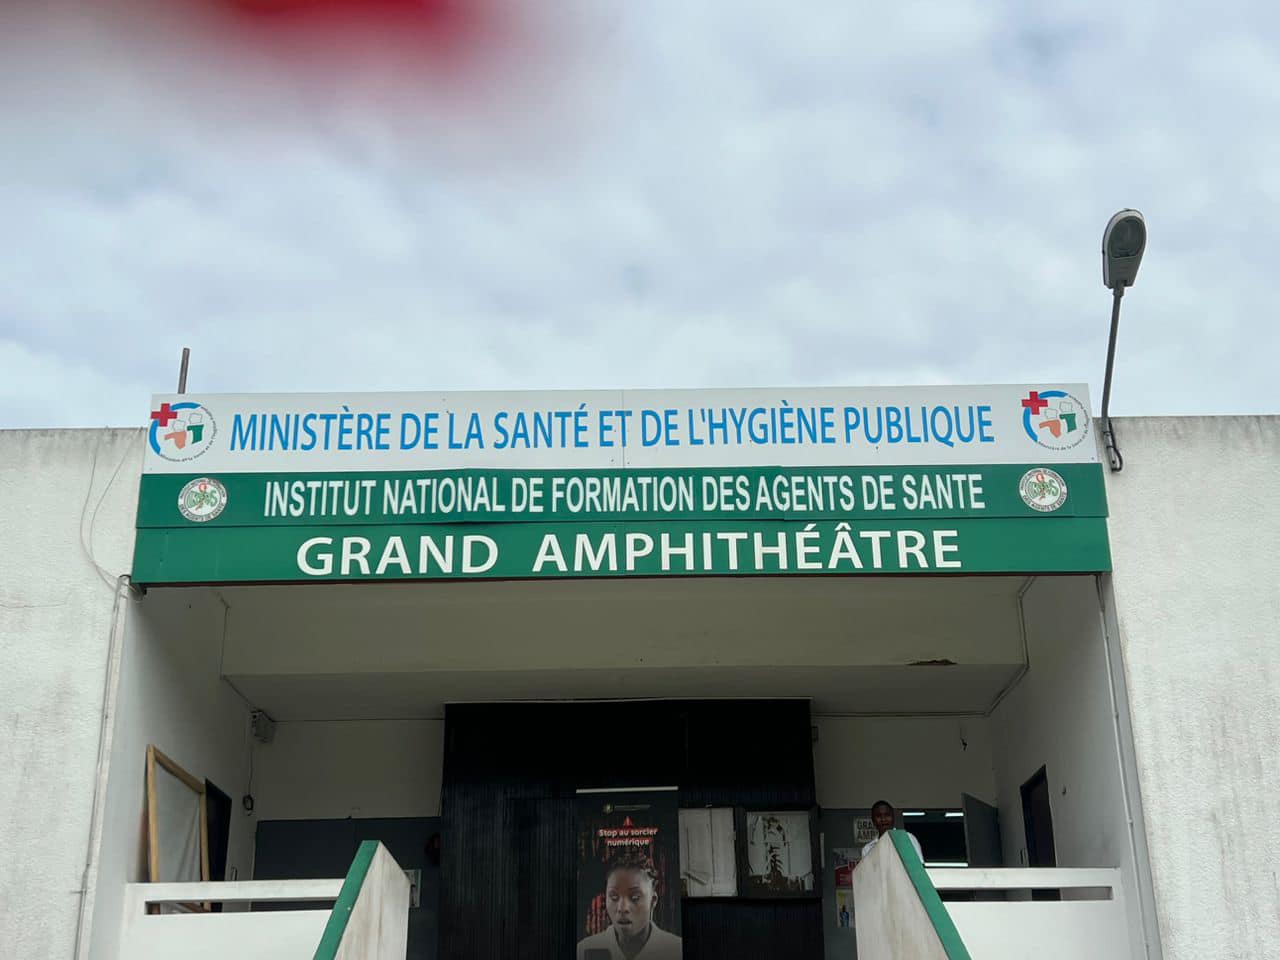 MINISTÈRE DE LA SANTÉ ET DE L'HYGIÈNE PUBLIQUE
INSTITUT NATIONAL DE FORMATION DES AGENTS DE SANTE
GRAND AMPHITHÉÂTRE
Stop au sorcier
numérique